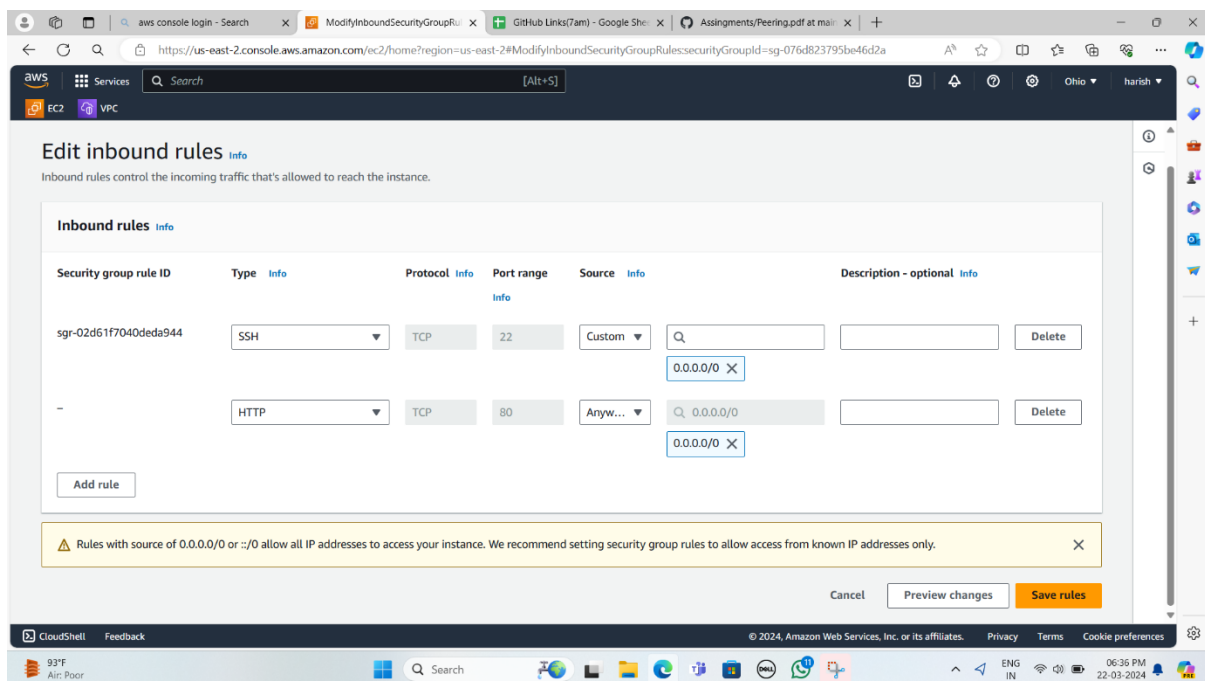 aws console login - Search
ModifyInboundSecurityGroupRul
GitHub Links(7am) - Google Shee
Assingments/Peering.pdf at main
https://us-east-2.console.aws.amazon.com/ec2/home?region=us-east-2#ModifyInboundSecurityGroupRules:securityGroupId=sg-076d823795be46d2a
aws Services Search [Alt+S] Ohio harish
EC2 VPC
Edit inbound rules Info
Inbound rules control the incoming traffic that's allowed to reach the instance.
Inbound rules Info
Security group rule ID Type Info Protocol Info Port range Info Source Info Description - optional Info
sgr-02d61f7040deda944 SSH TCP 22 Custom Delete
0.0.0.0/0
– HTTP TCP 80 Anyw... 0.0.0.0/0 Delete
0.0.0.0/0
Add rule
Rules with source of 0.0.0.0/0 or ::/0 allow all IP addresses to access your instance. We recommend setting security group rules to allow access from known IP addresses only.
Cancel Preview changes Save rules
CloudShell Feedback © 2024, Amazon Web Services, Inc. or its affiliates. Privacy Terms Cookie preferences
93°F Search ENG 06:36 PM
Air: Poor IN 22-03-2024